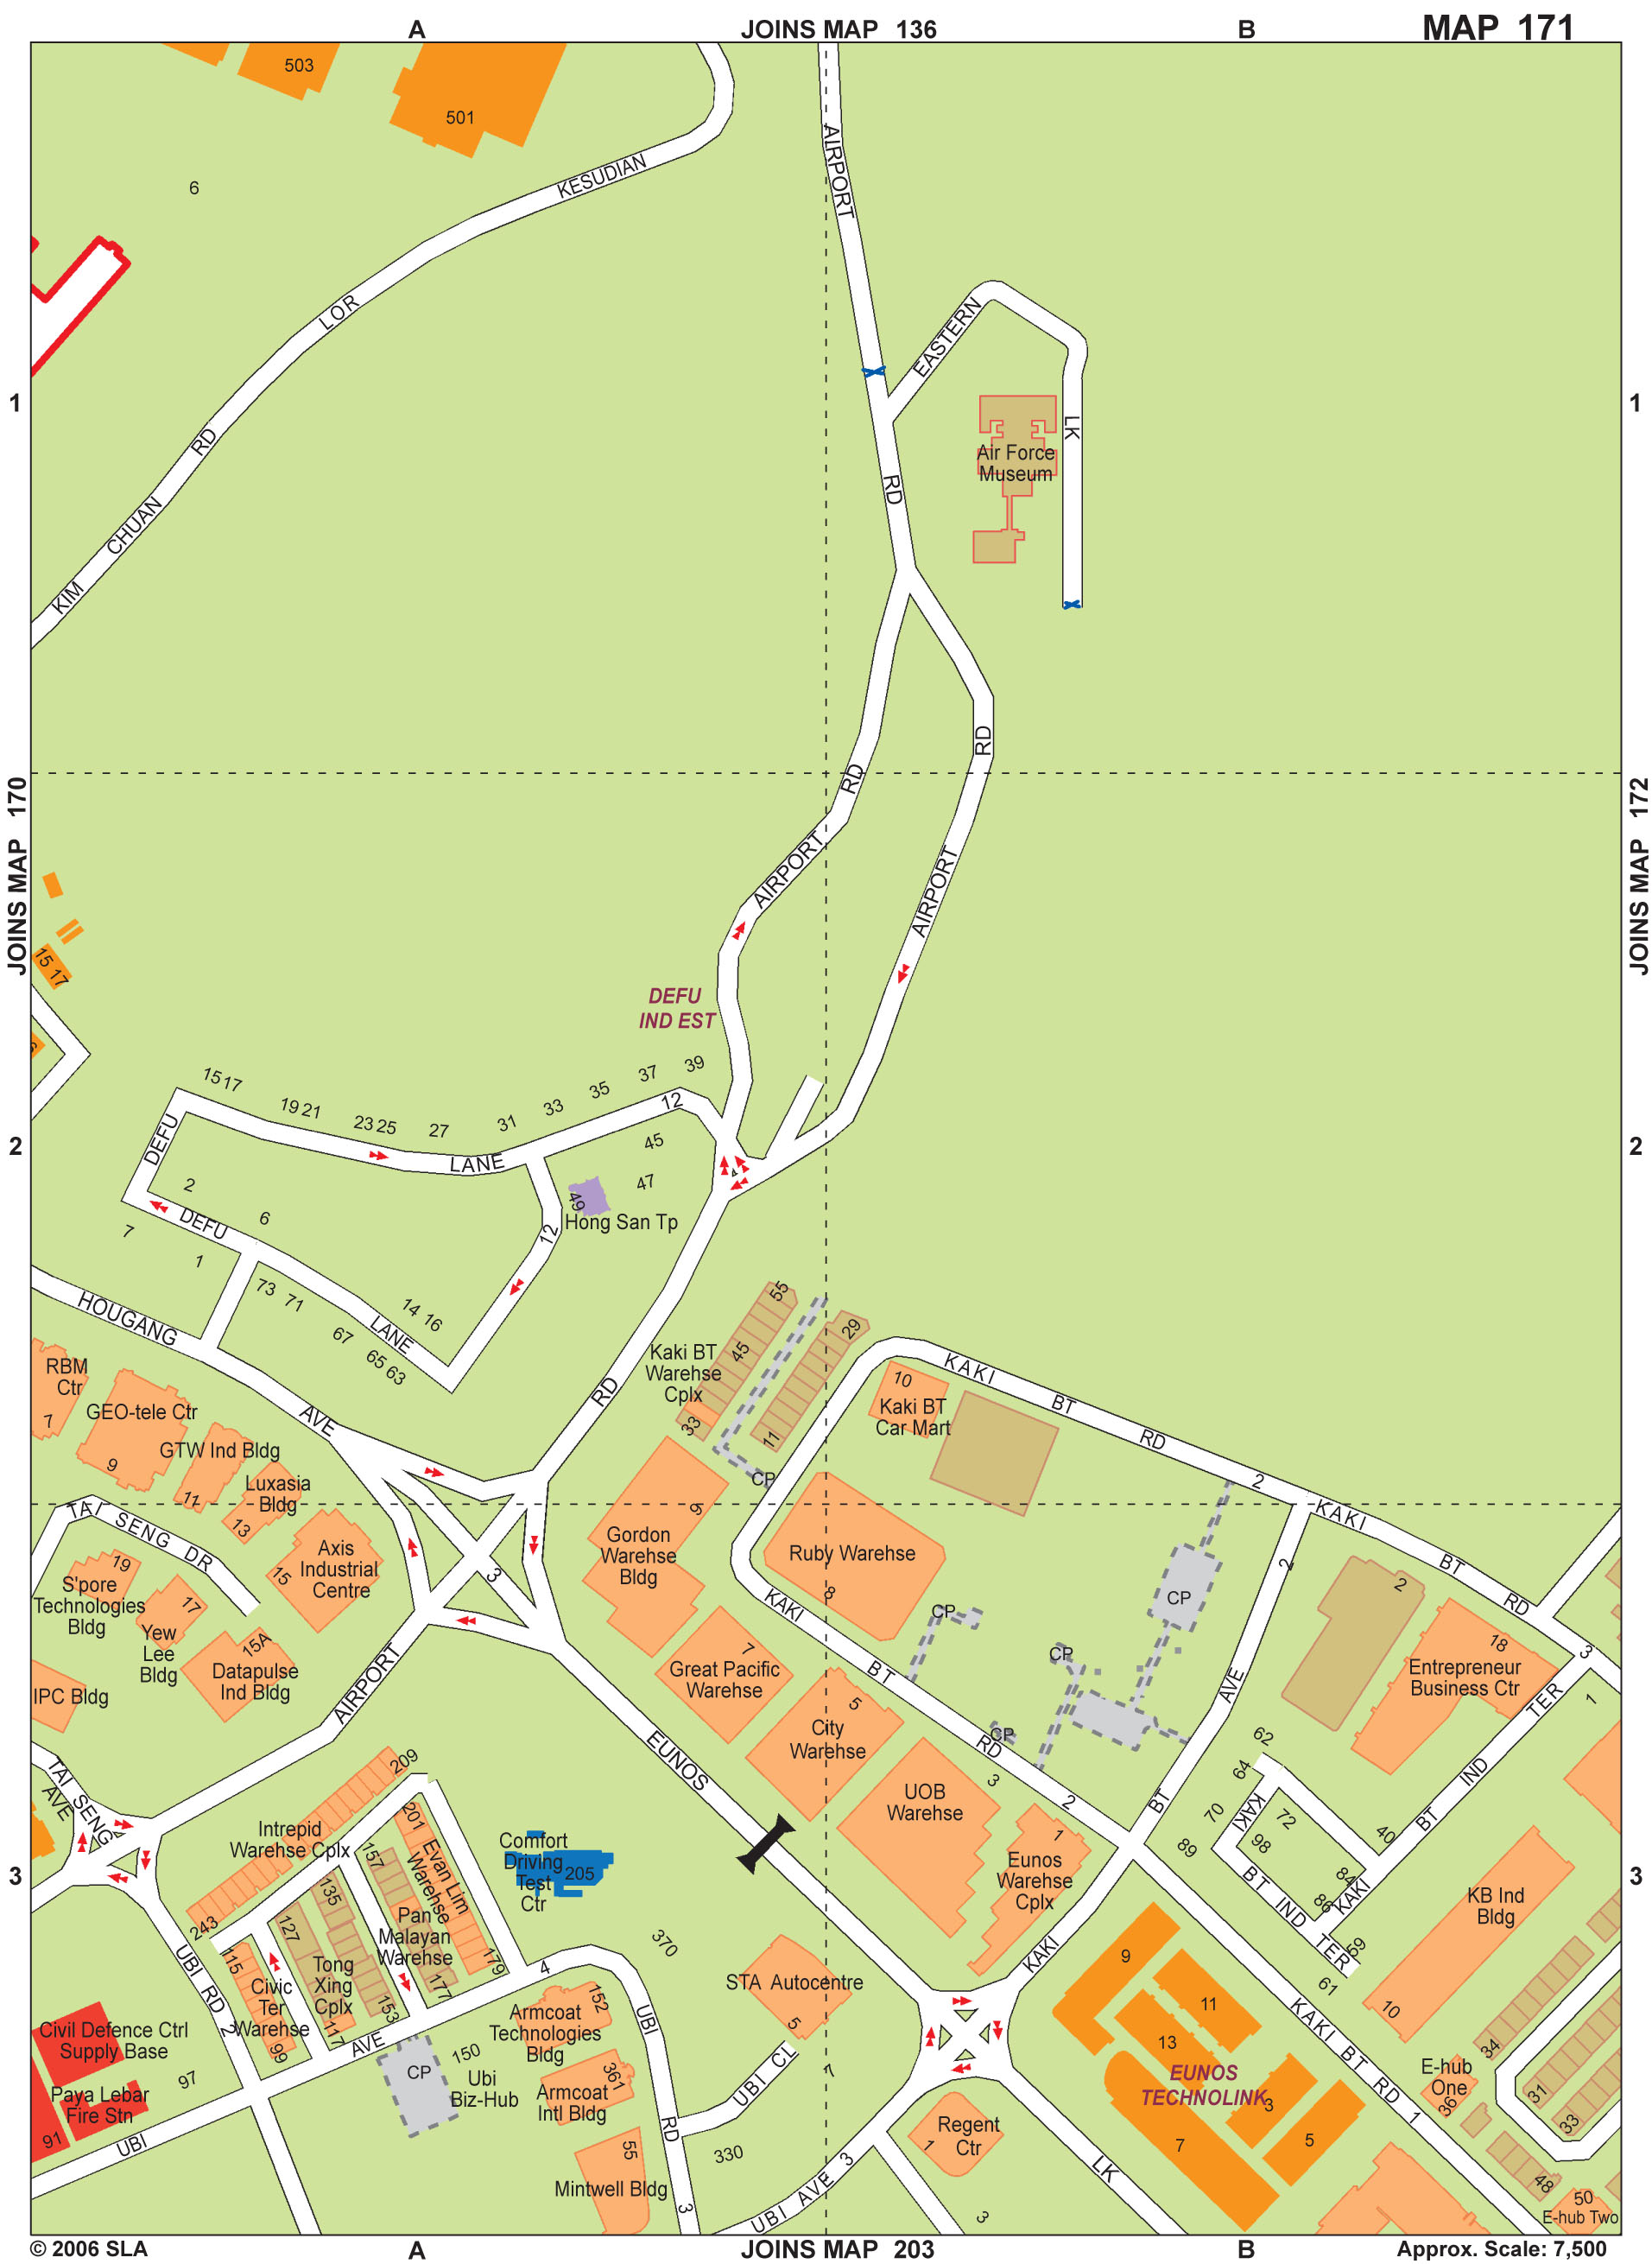 A
JOINS MAP 136
B
MAP 171
503
501
6
KESUDIAN
LOR
RD
CHUAN
KIM
AIRPORT
EASTERN
LK
1
1
Air Force
Museum
RD
RD
RD
AIRPORT
AIRPORT
JOINS MAP 170
JOINS MAP 172
15 17
DEFU
IND EST
15 17
19 21
23 25
27
31
33
35
37
39
12
45
47
49
Hong San Tp
DEFU
LANE
12
2
2
2
6
7
1
DEFU
LANE
73
71
67
65 63
14 16
HOUGANG
AVE
3
RBM
Ctr
7
GEO-tele Ctr
9
GTW Ind Bldg
11
Luxasia
Bldg
13
RD
55
45
33
Kaki BT
Warehse
Cplx
29
11
CP
KAKI
BT
RD
2
10
Kaki BT
Car Mart
TAI SENG DR
19
S'pore
Technologies
Bldg
17
Yew
Lee
Bldg
15
Axis
Industrial
Centre
15A
Datapulse
Ind Bldg
IPC Bldg
9
Gordon
Warehse
Bldg
Ruby Warehse
8
7
Great Pacific
Warehse
5
City
Warehse
UOB
Warehse
3
1
Eunos
Warehse
Cplx
KAKI
BT
RD
2
CP
CP
CP
CP
KAKI
BT
RD
3
2
AVE
BT
KAKI
2
18
Entrepreneur
Business Ctr
1
62
64
70
72
98
89
40
84
86
59
61
KAKI
BT IND
TER
KAKI
BT
IND
TER
KB Ind
Bldg
10
AIRPORT
TAI SENG
AVE
EUNOS
LK
209
Intrepid
Warehse Cplx
243
201
Evan Lim
Warehse
179
157
Pan
Malayan
Warehse
177
135
127
Tong
Xing
Cplx
153
117
115
Civic
Ter
Warehse
99
Comfort
Driving
Test
Ctr
205
3
3
370
STA Autocentre
5
7
UBI RD 2
UBI
AVE
4
UBI
RD
3
UBI CL
UBI AVE 3
Civil Defence Ctrl
Supply Base
97
Paya Lebar
Fire Stn
91
CP
150
Ubi
Biz-Hub
152
Armcoat
Technologies
Bldg
361
Armcoat
Intl Bldg
55
Mintwell Bldg
330
Regent
Ctr
1
3
9
11
13
EUNOS
TECHNOLINK
3
5
7
KAKI BT RD 1
E-hub
One
36
34
31
33
48
50
E-hub Two
© 2006 SLA
A
JOINS MAP 203
B
Approx. Scale: 7,500